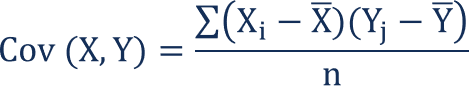 Cov (X, Y) = ∑(Xᵢ − X̅)(Yⱼ − Y̅) / n